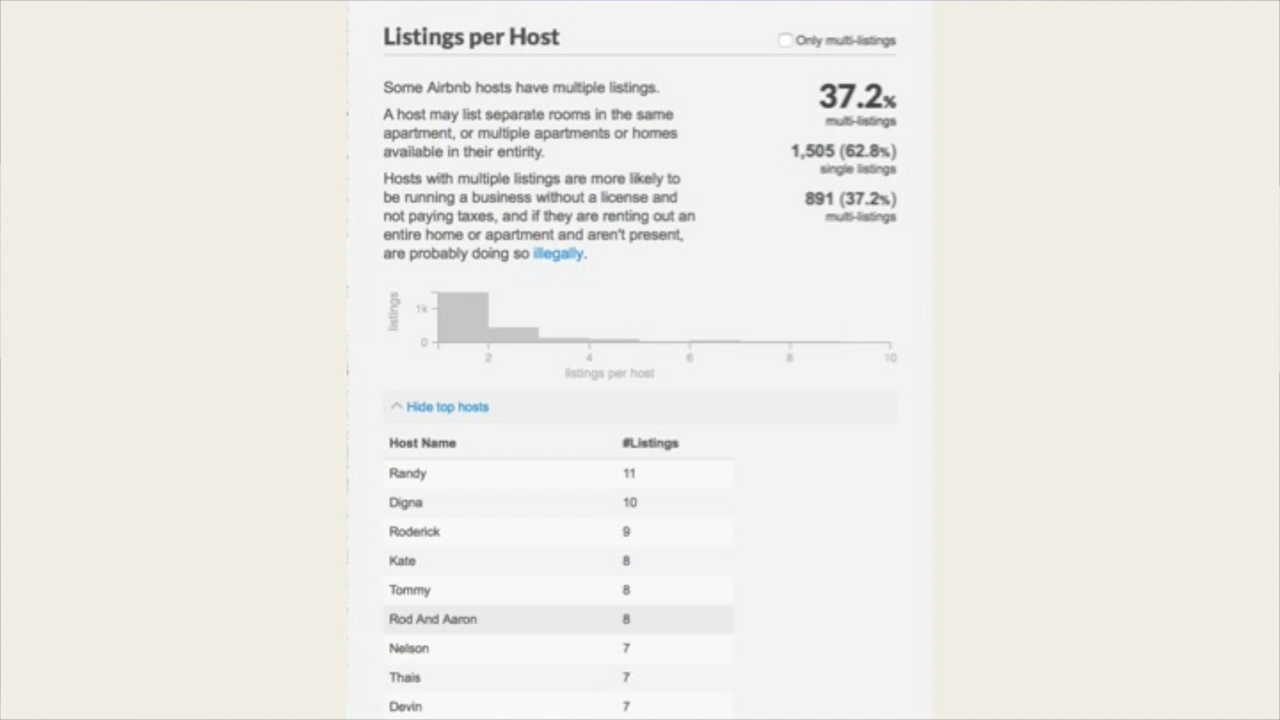 Listings per Host
Only multi-listings
Some Airbnb hosts have multiple listings.
A host may list separate rooms in the same
apartment, or multiple apartments or homes
available in their entirity.
Hosts with multiple listings are more likely to
be running a business without a license and
not paying taxes, and if they are renting out an
entire home or apartment and aren't present,
are probably doing so illegally.
37.2%
multi-listings
1,505 (62.8%)
single listings
891 (37.2%)
multi-listings
listings
1k
0
2 4 6 8 10
listings per host
Hide top hosts
Host Name #Listings
Randy 11
Digna 10
Roderick 9
Kate 8
Tommy 8
Rod And Aaron 8
Nelson 7
Thais 7
Devin 7